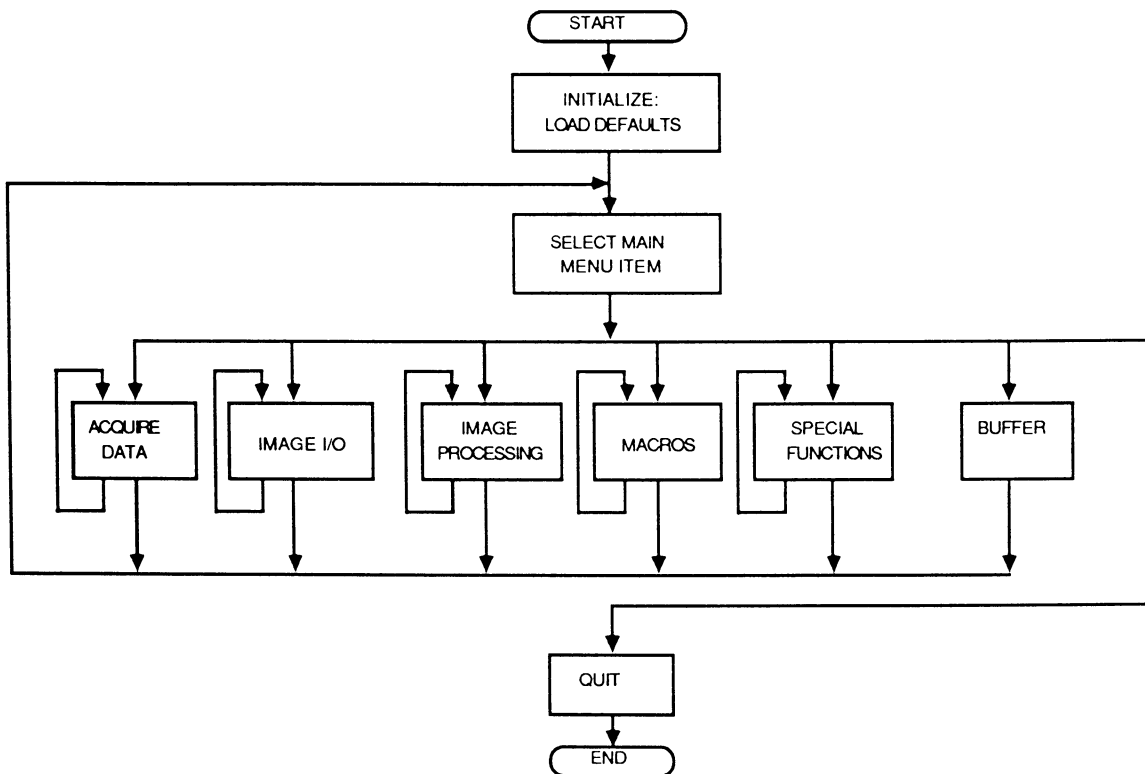 START
INITIALIZE:
LOAD DEFAULTS
SELECT MAIN
MENU ITEM
ACQUIRE
DATA
IMAGE I/O
IMAGE
PROCESSING
MACROS
SPECIAL
FUNCTIONS
BUFFER
QUIT
END